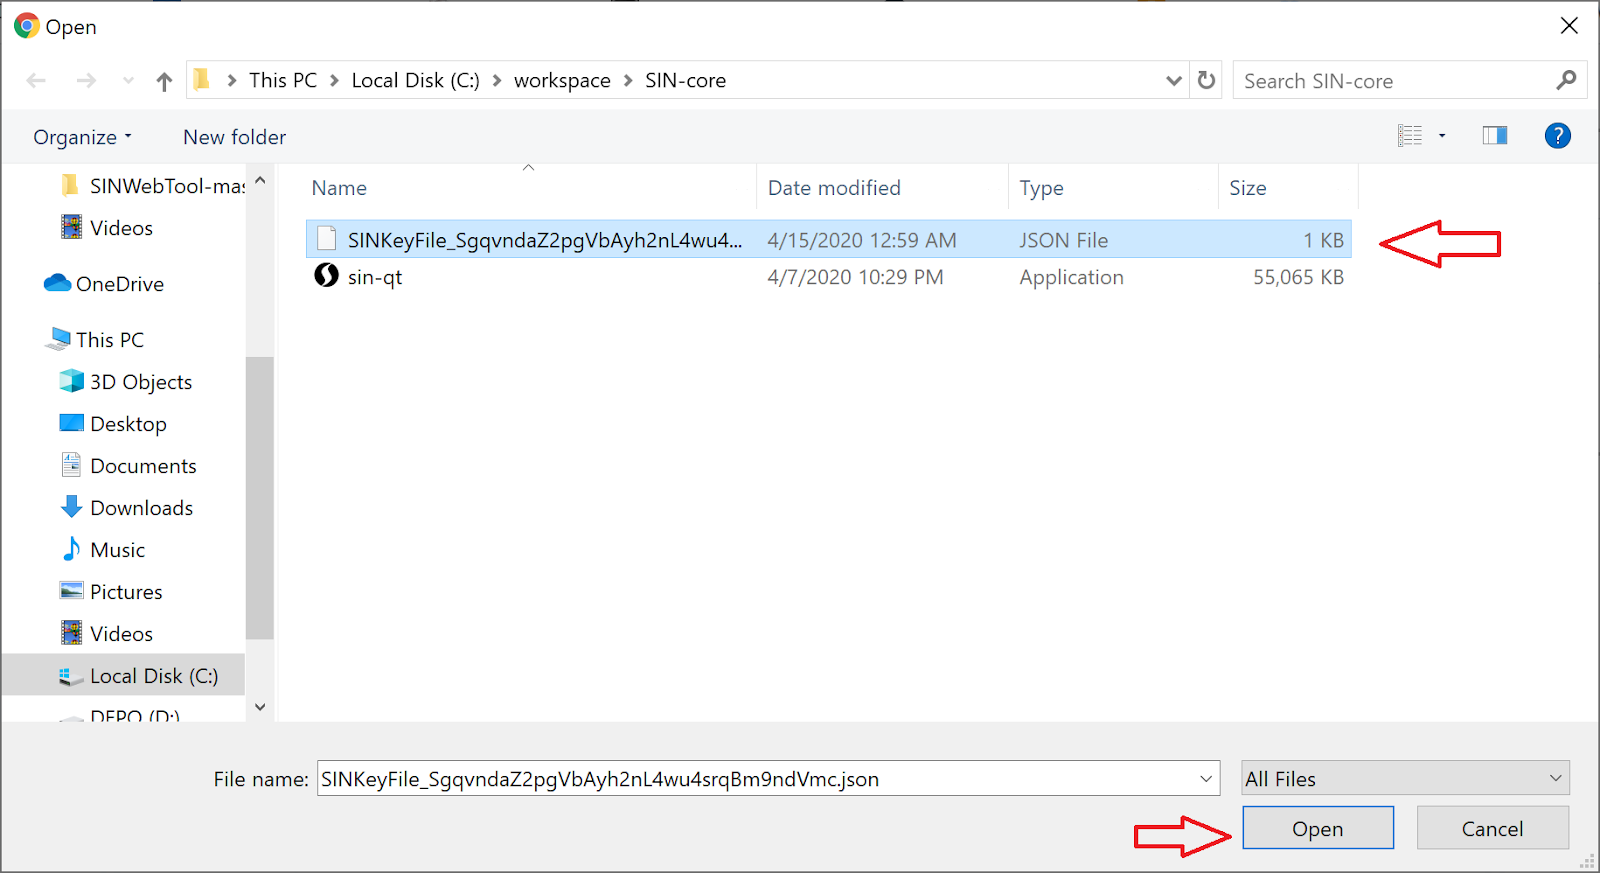 Open
This PC Local Disk (C:) workspace SIN-core
Search SIN-core
Organize
New folder
?
SINWebTool-mas
Videos
OneDrive
This PC
3D Objects
Desktop
Documents
Downloads
Music
Pictures
Videos
Local Disk (C:)
DEPO (D:)
Name Date modified Type Size
SINKeyFile_SgqvndaZ2pgVbAyh2nL4wu4... 4/15/2020 12:59 AM JSON File 1 KB
sin-qt 4/7/2020 10:29 PM Application 55,065 KB
File name: SINKeyFile_SgqvndaZ2pgVbAyh2nL4wu4srqBm9ndVmc.json
All Files
Open
Cancel